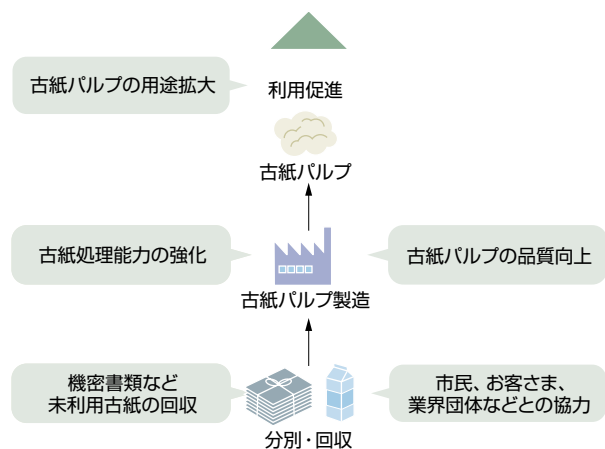 古紙パルプの用途拡大
利用促進
古紙パルプ
古紙処理能力の強化
古紙パルプの品質向上
古紙パルプ製造
機密書類など
未利用古紙の回収
市民、お客さま、
業界団体などとの協力
分別・回収